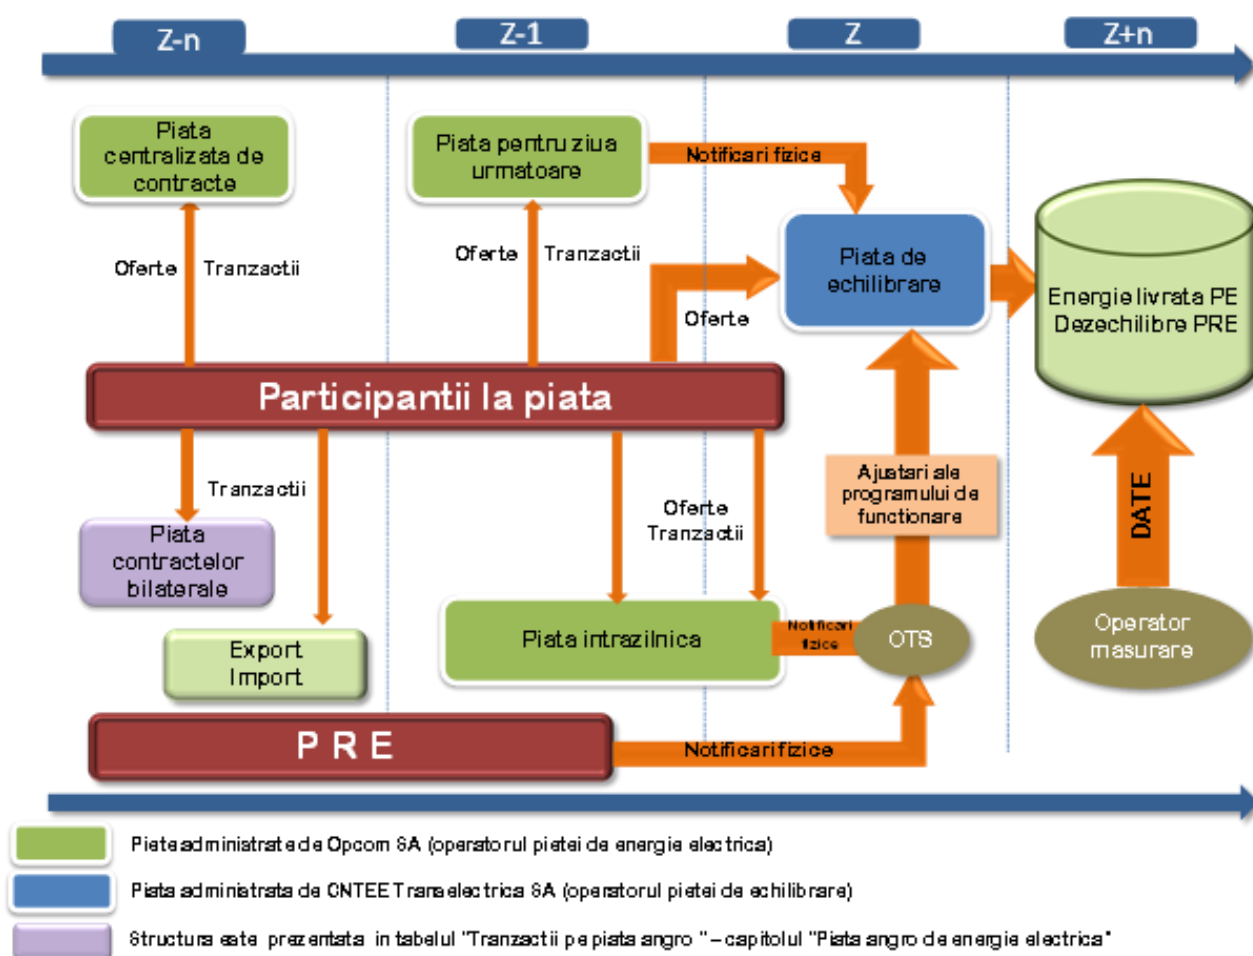 Z-n
Z-1
Z
Z+n
Piata
centralizata de
contracte
Piata pentru ziua
urmatoare
Notificari fizice
Piata de
echilibrare
Energie livrata PE
Dezechilibre PRE
Oferte
Tranzactii
Oferte
Tranzactii
Oferte
Participantii la piata
Tranzactii
Oferte
Tranzactii
Ajustari ale
programului de
functionare
DATE
Piata
contractelor
bilaterale
Export
Import
Piata intrazilnica
Notificari
fizice
OTS
Operator
masurare
P R E
Notificari fizice
Piete administrate de Opcom SA (operatorul pietei de energie electrica)
Piata administrata de CNTEE Transelectrica SA (operatorul pietei de echilibrare)
Structura este prezentata in tabelul "Tranzactii pe piata angro " – capitolul "Piata angro de energie electrica"